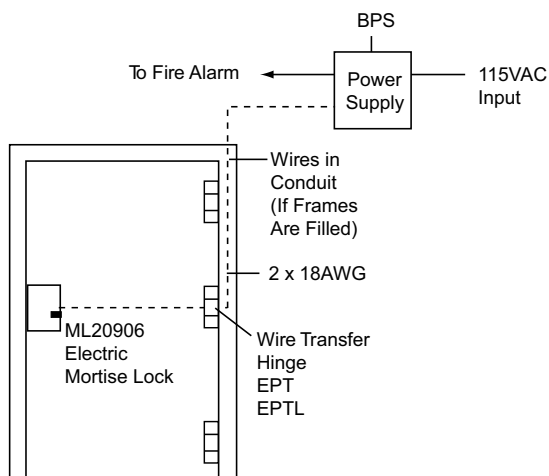 BPS
To Fire Alarm
Power
Supply
115VAC
Input
Wires in
Conduit
(If Frames
Are Filled)
2 x 18AWG
ML20906
Electric
Mortise Lock
Wire Transfer
Hinge
EPT
EPTL